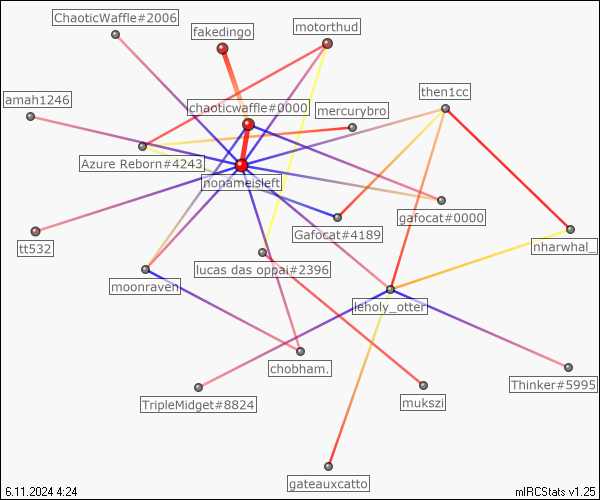 ChaoticWaffle#2006
fakedingo
motorthud
then1cc
amah1246
chaoticwaffle#0000
mercurybro
Azure Reborn#4243
nonameisleft
gafocat#0000
Gafocat#4189
tt532
nharwhal_
lucas das oppai#2396
moonraven
leholy_otter
chobham.
Thinker#5995
TripleMidget#8824
mukszi
gateauxcatto
6.11.2024 4:24
mIRCStats v1.25